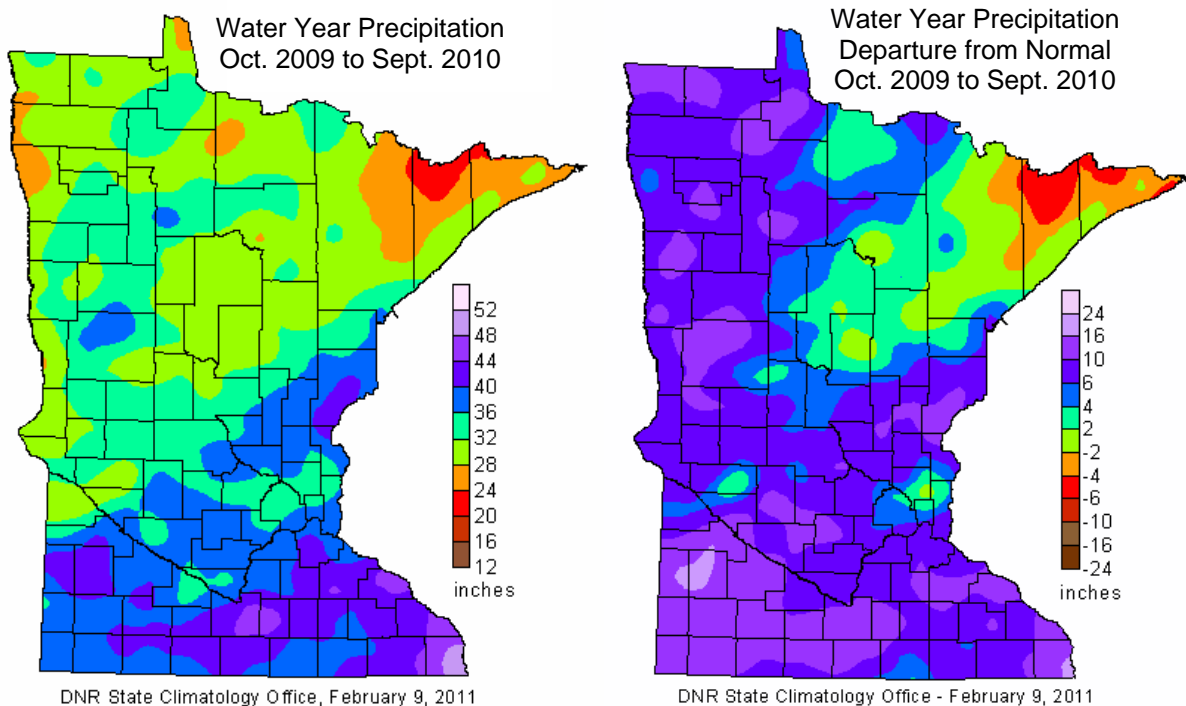 Water Year Precipitation
Oct. 2009 to Sept. 2010
52
48
44
40
36
32
28
24
20
16
12
inches
DNR State Climatology Office, February 9, 2011
Water Year Precipitation
Departure from Normal
Oct. 2009 to Sept. 2010
24
16
10
6
4
2
-2
-4
-6
-10
-16
-24
inches
DNR State Climatology Office - February 9, 2011